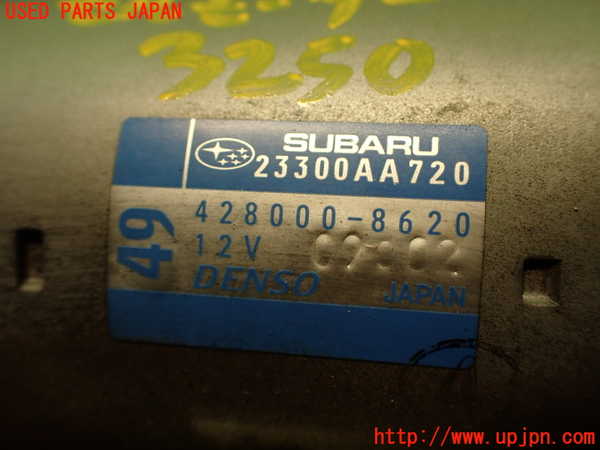 USED PARTS JAPAN
3250
SUBARU
23300AA720
49
428000-8620
12V
DENSO
JAPAN
http://www.upjpn.com/